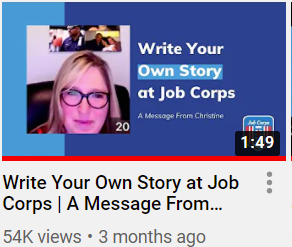 Write Your
Own Story
at Job Corps
A Message From Christine
20
Job Corps
1:49
Write Your Own Story at Job
Corps | A Message From...
54K views • 3 months ago